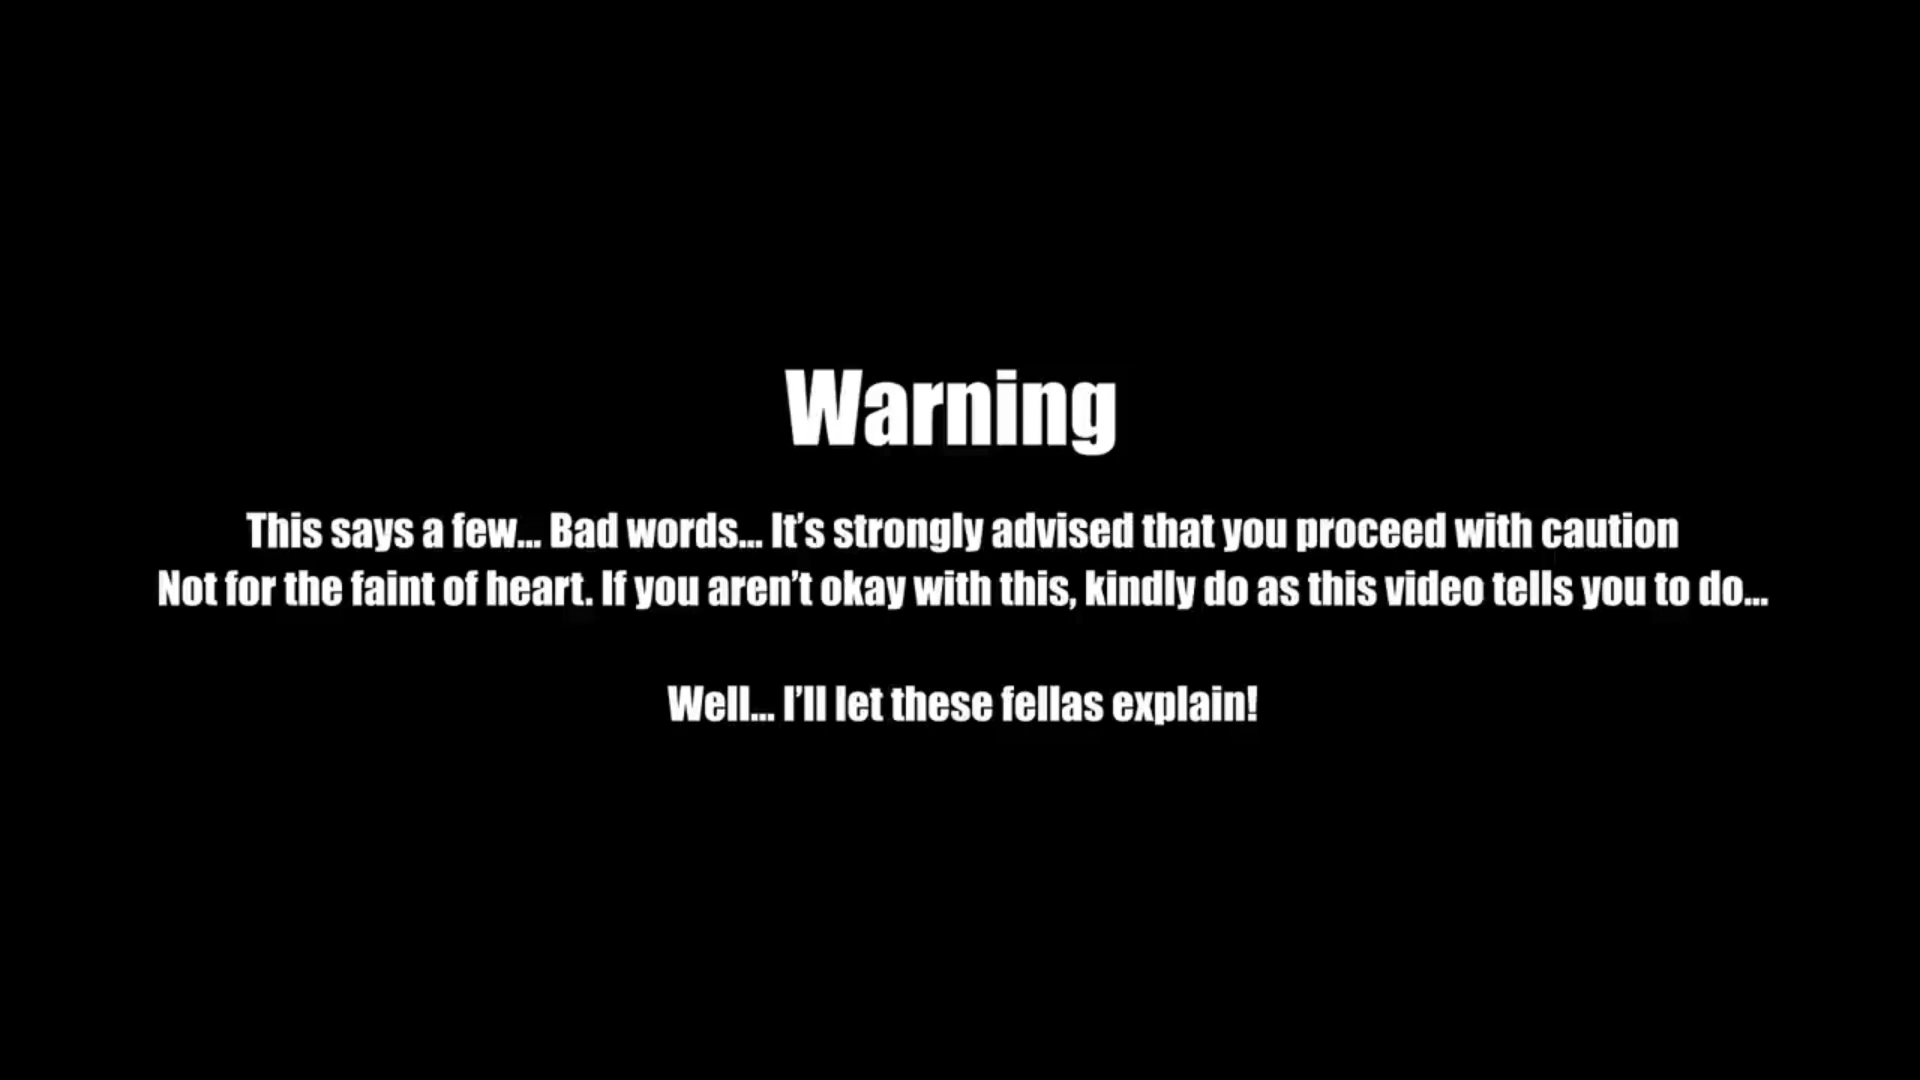 Warning
This says a few... Bad words... It’s strongly advised that you proceed with caution
Not for the faint of heart. If you aren’t okay with this, kindly do as this video tells you to do...
Well... I’ll let these fellas explain!